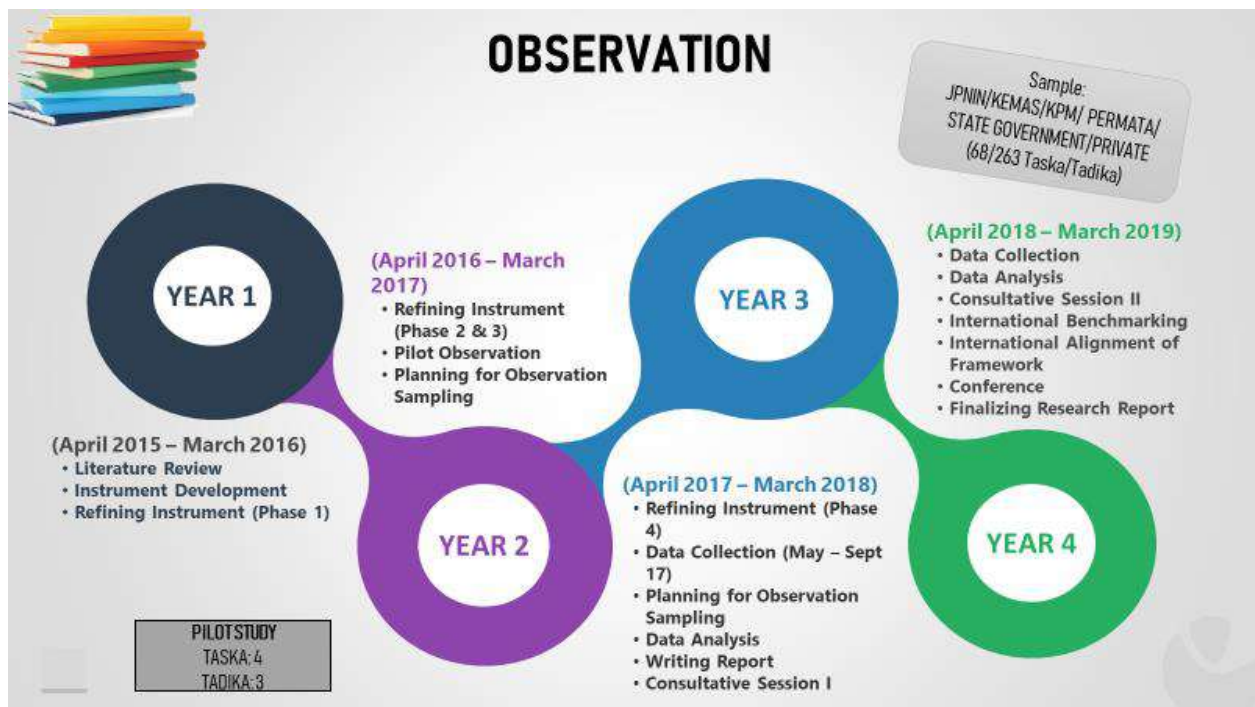 OBSERVATION
Sample:
JPNIN/KEMAS/KPM/ PERMATA/
STATE GOVERNMENT/PRIVATE
(68/263 Taska/Tadika)
YEAR 1
(April 2015 – March 2016)
• Literature Review
• Instrument Development
• Refining Instrument (Phase 1)
(April 2016 – March
2017)
• Refining Instrument
(Phase 2 & 3)
• Pilot Observation
• Planning for Observation
Sampling
YEAR 2
YEAR 3
(April 2017 – March 2018)
• Refining Instrument (Phase
4)
• Data Collection (May – Sept
17)
• Planning for Observation
Sampling
• Data Analysis
• Writing Report
• Consultative Session I
(April 2018 – March 2019)
• Data Collection
• Data Analysis
• Consultative Session II
• International Benchmarking
• International Alignment of
Framework
• Conference
• Finalizing Research Report
YEAR 4
PILOT STUDY
TASKA: 4
TADIKA: 3